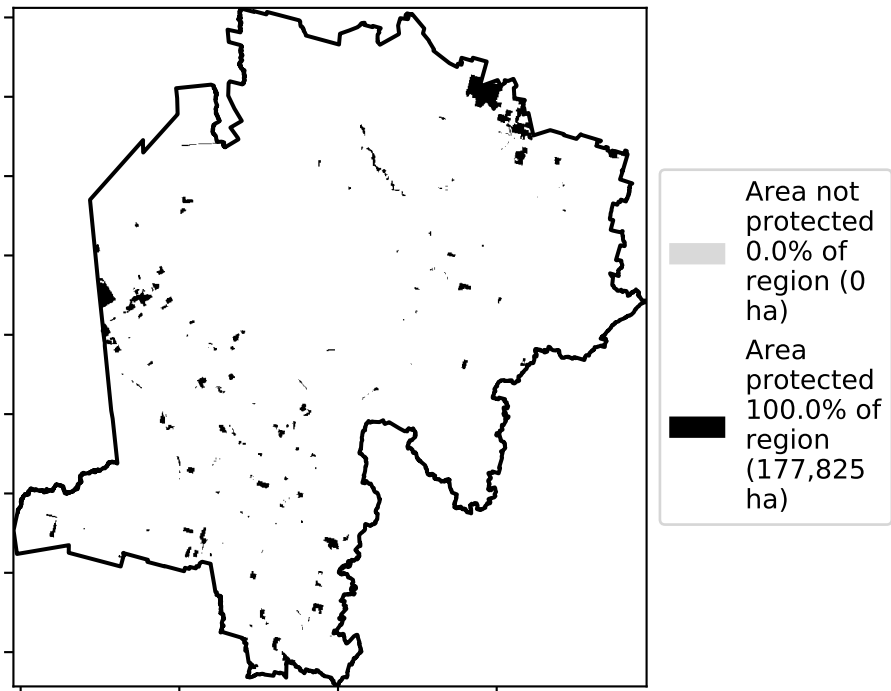 Area not
protected
0.0% of
region (0
ha)
Area
protected
100.0% of
region
(177,825
ha)